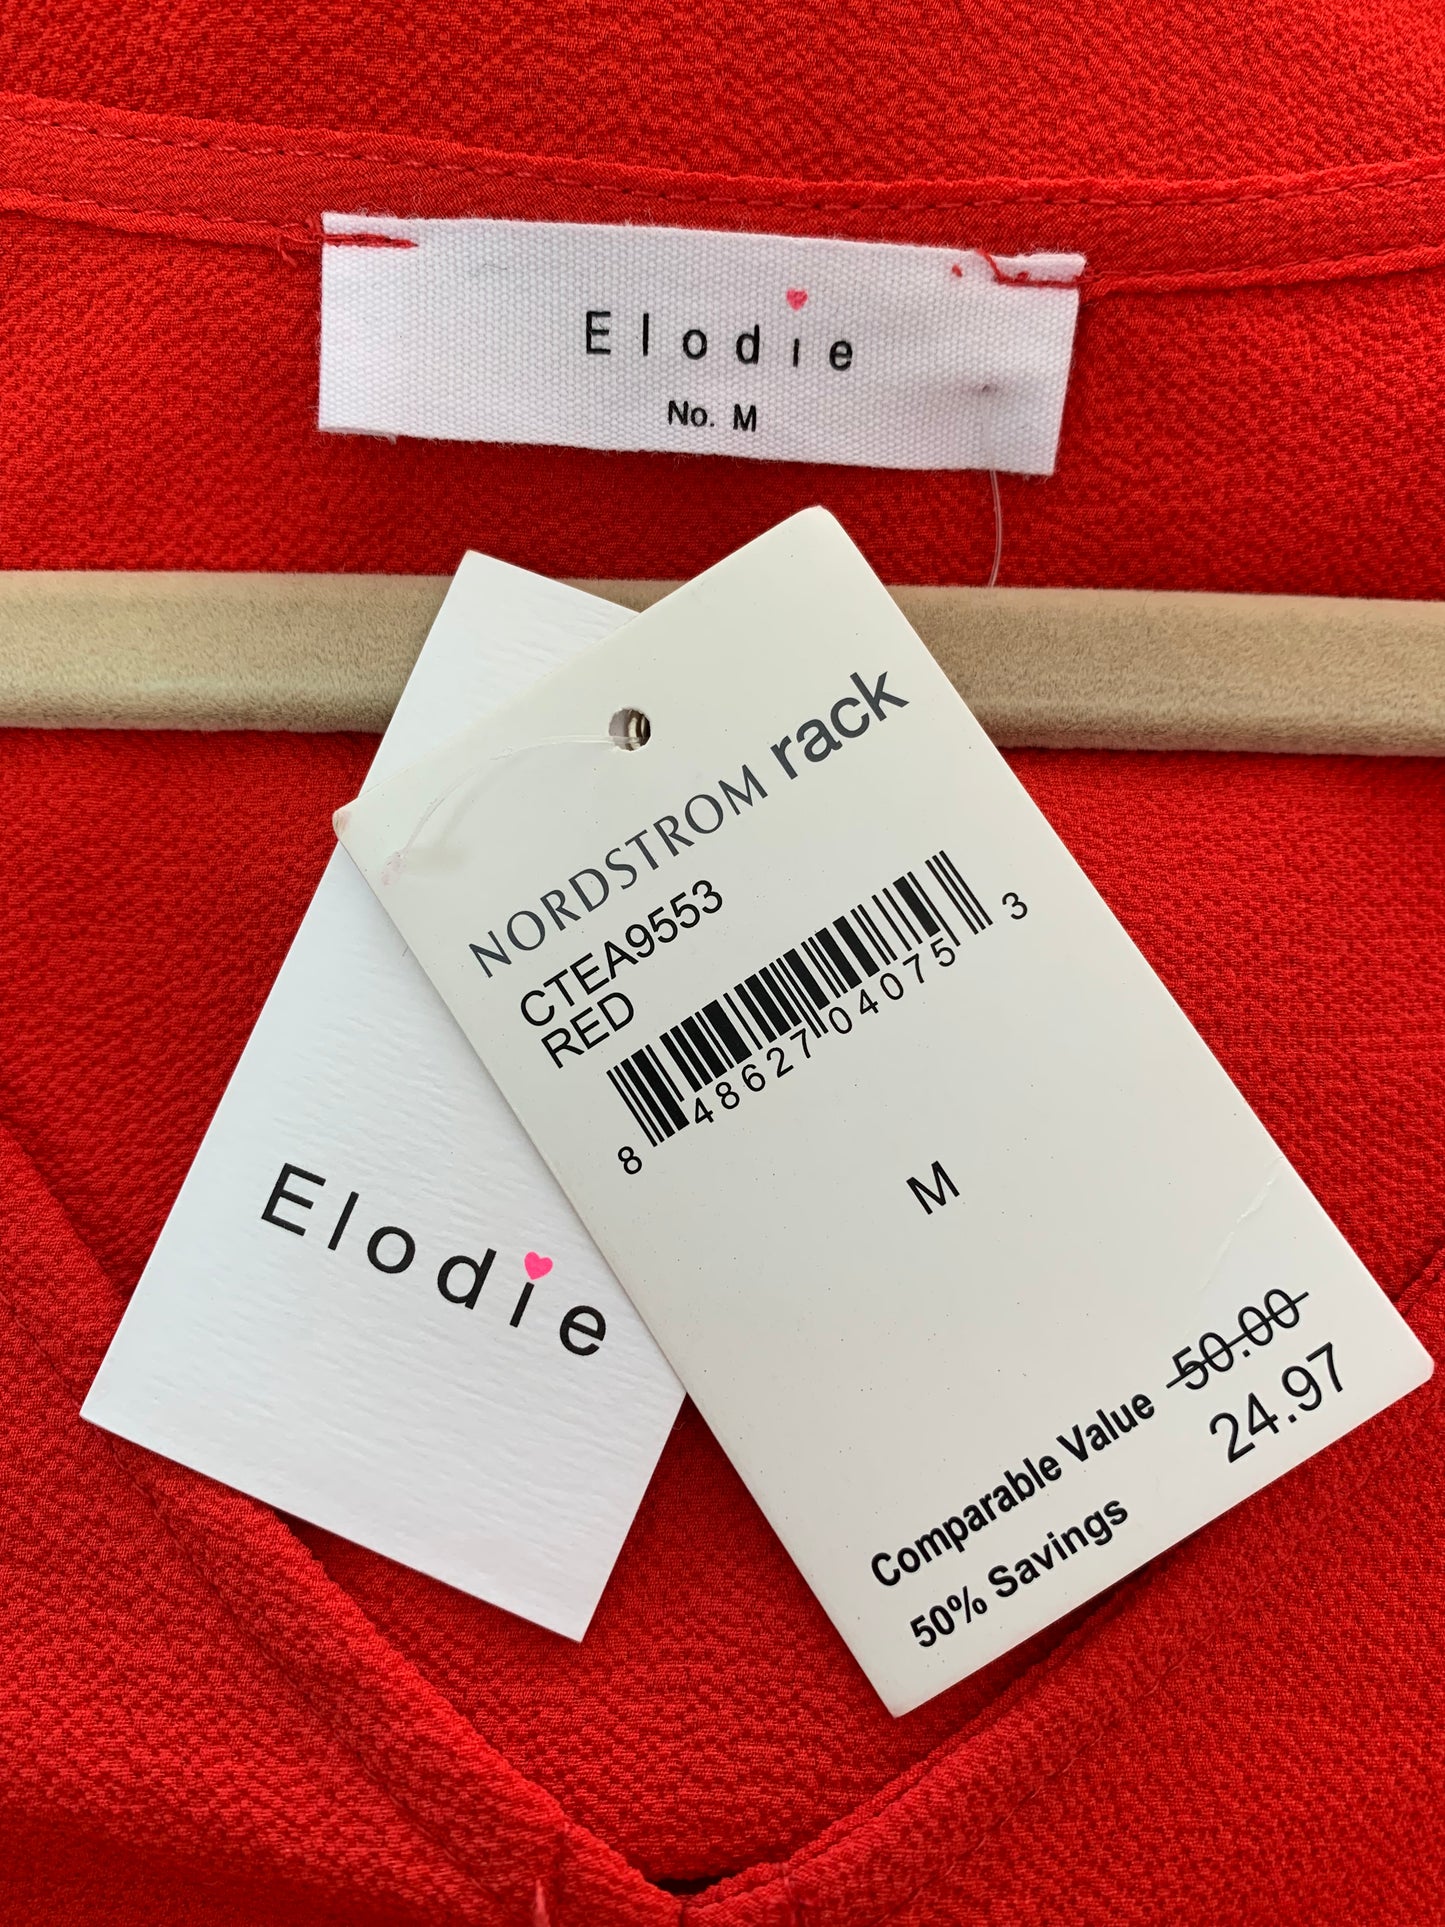 Elodie
No. M
NORDSTROM rack
CTEA9553
RED
8 48627 04075 3
M
Comparable Value 50.00
24.97
50% Savings
Elodie